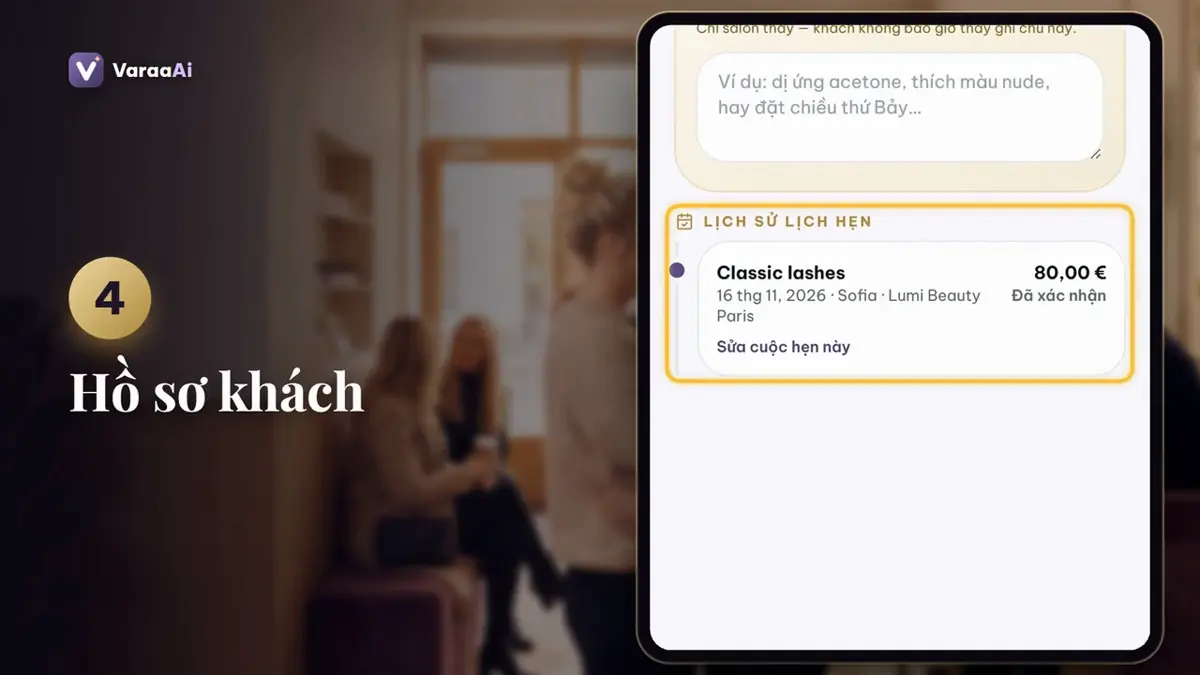 VaraaAi
4
Hồ sơ khách
Chỉ salon thấy — khách không bao giờ thấy ghi chú này.
Ví dụ: dị ứng acetone, thích màu nude,
hay đặt chiều thứ Bảy...
LỊCH SỬ LỊCH HẸN
Classic lashes
80,00 €
16 thg 11, 2026 · Sofia · Lumi Beauty
Paris
Đã xác nhận
Sửa cuộc hẹn này